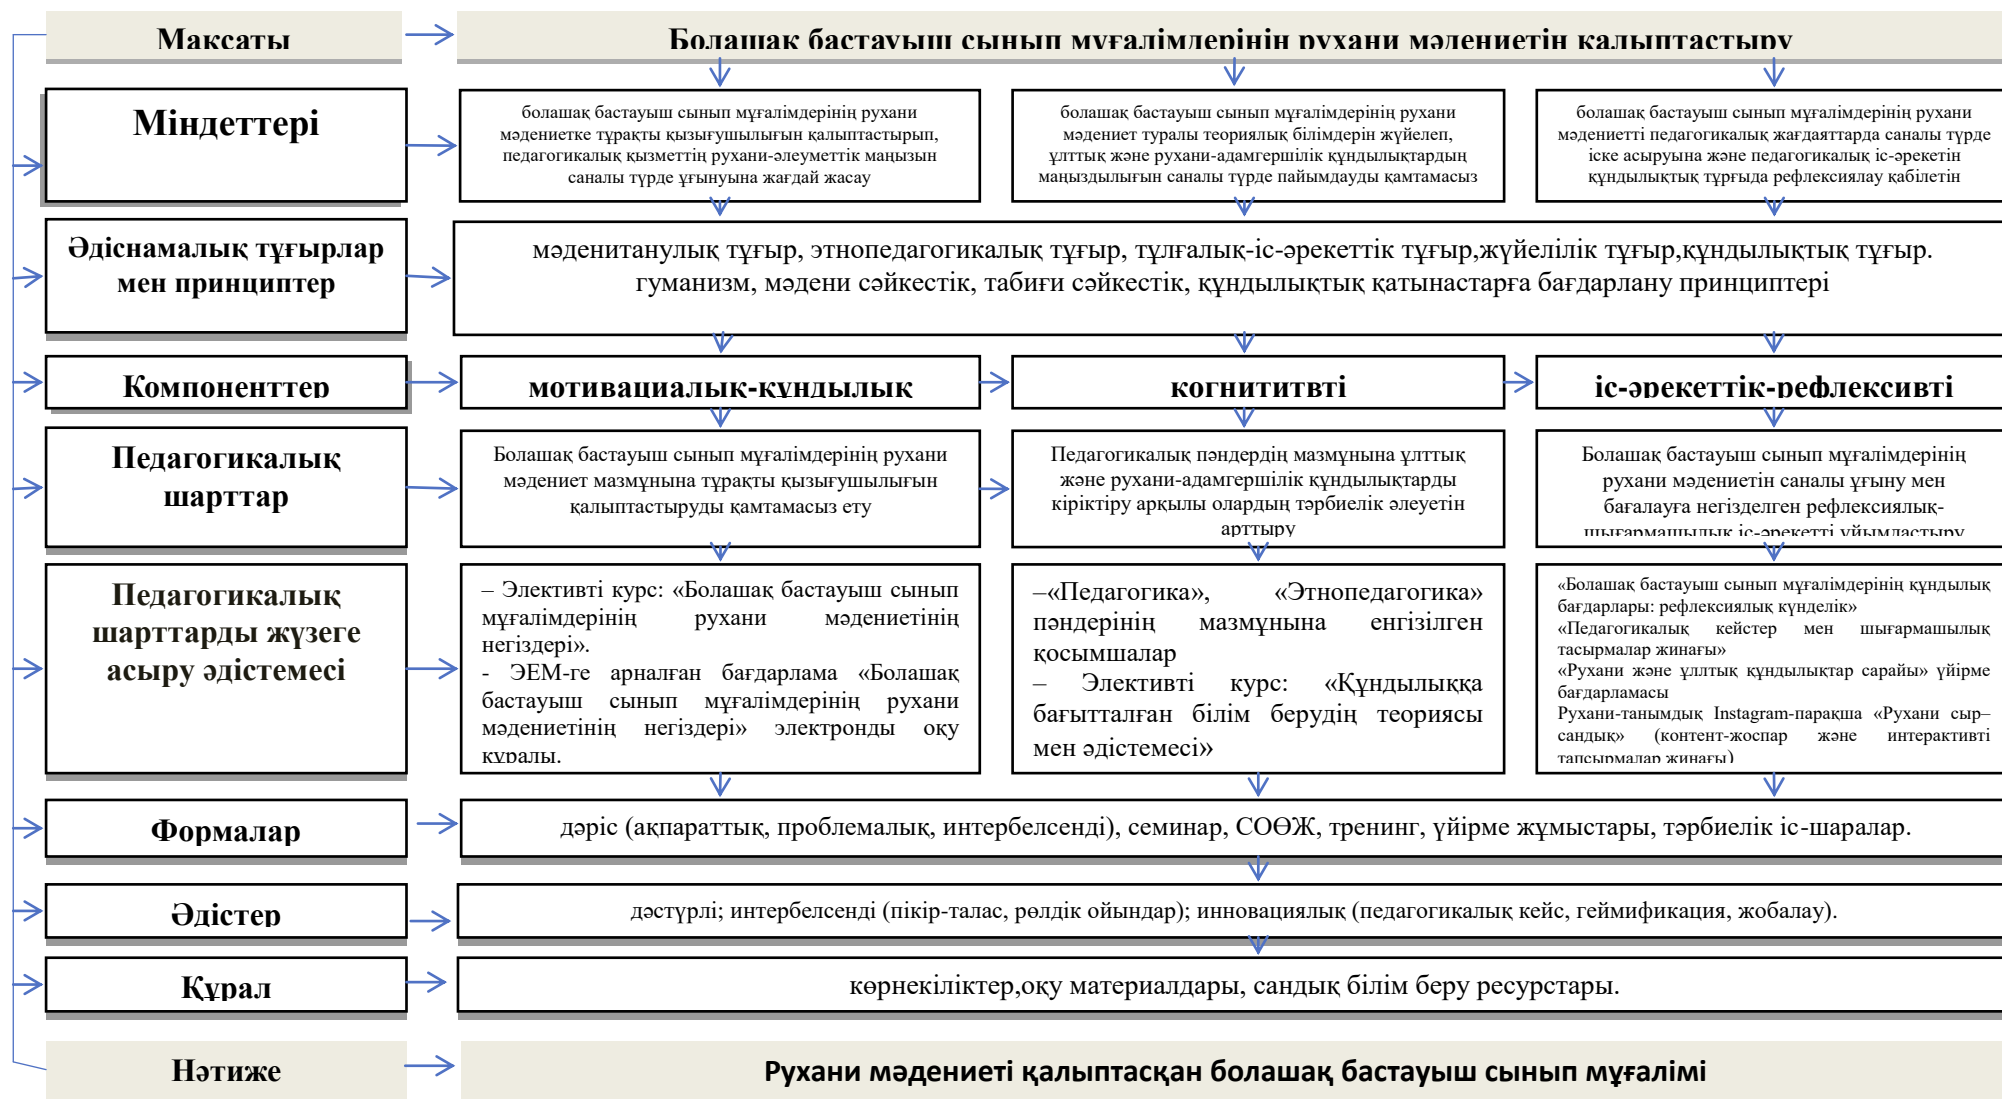 Мақсаты
Болашақ бастауыш сынып мұғалімдерінің рухани мәдениетін қалыптастыру
Міндеттері
болашақ бастауыш сынып мұғалімдерінің рухани
мәдениетке тұрақты қызығушылығын қалыптастырып,
педагогикалық қызметтің рухани-әлеуметтік маңызын
саналы түрде ұғынуына жағдай жасау
болашақ бастауыш сынып мұғалімдерінің рухани
мәдениет туралы теориялық білімдерін жүйелеп,
ұлттық және рухани-адамгершілік құндылықтардың
маңыздылығын саналы түрде пайымдауды қамтамасыз
болашақ бастауыш сынып мұғалімдерінің рухани
мәдениетті педагогикалық жағдаяттарда саналы түрде
іске асыруына және педагогикалық іс-әрекетін
құндылықтық тұрғыда рефлексиялау қабілетін
Әдіснамалық тұғырлар
мен принциптер
мәденитанулық тұғыр, этнопедагогикалық тұғыр, тұлғалық-іс-әрекеттік тұғыр,жүйелілік тұғыр,құндылықтық тұғыр.
гуманизм, мәдени сәйкестік, табиғи сәйкестік, құндылықтық қатынастарға бағдарлану принциптері
Компоненттер
мотивациалық-құндылық
когнититвті
іс-әрекеттік-рефлексивті
Педагогикалық
шарттар
Болашақ бастауыш сынып мұғалімдерінің рухани
мәдениет мазмұнына тұрақты қызығушылығын
қалыптастыруды қамтамасыз ету
Педагогикалық пәндердің мазмұнына ұлттық
және рухани-адамгершілік құндылықтарды
кіріктіру арқылы олардың тәрбиелік әлеуетін
арттыру
Болашақ бастауыш сынып мұғалімдерінің
рухани мәдениетін саналы ұғыну мен
бағалауға негізделген рефлексиялық-
шығармашылық іс-әрекетті ұйымдастыру
Педагогикалық
шарттарды жүзеге
асыру әдістемесі
– Элективті курс: «Болашақ бастауыш сынып
мұғалімдерінің рухани мәдениетінің
негіздері».
- ЭЕМ-ге арналған бағдарлама «Болашақ
бастауыш сынып мұғалімдерінің рухани
мәдениетінің негіздері» электронды оқу
құралы.
–«Педагогика», «Этнопедагогика»
пәндерінің мазмұнына енгізілген
қосымшалар
– Элективті курс: «Құндылыққа
бағытталған білім берудің теориясы
мен әдістемесі»
«Болашақ бастауыш сынып мұғалімдерінің құндылық
бағдарлары: рефлексиялық күнделік»
«Педагогикалық кейстер мен шығармашылық
тасырмалар жинағы»
«Рухани және ұллтық құндылықтар сарайы» үйірме
бағдарламасы
Рухани-танымдық Instagram-парақша «Рухани сыр–
сандық» (контент-жоспар және интерактивті
тапсырмалар жинағы)
Формалар
дәріс (ақпараттық, проблемалық, интербелсенді), семинар, СОӨЖ, тренинг, үйірме жұмыстары, тәрбиелік іс-шаралар.
Әдістер
дәстүрлі; интербелсенді (пікір-талас, рөлдік ойындар); инновациялық (педагогикалық кейс, геймификация, жобалау).
Құрал
көрнекіліктер,оқу материалдары, сандық білім беру ресурстары.
Нәтиже
Рухани мәдениеті қалыптасқан болашақ бастауыш сынып мұғалімі